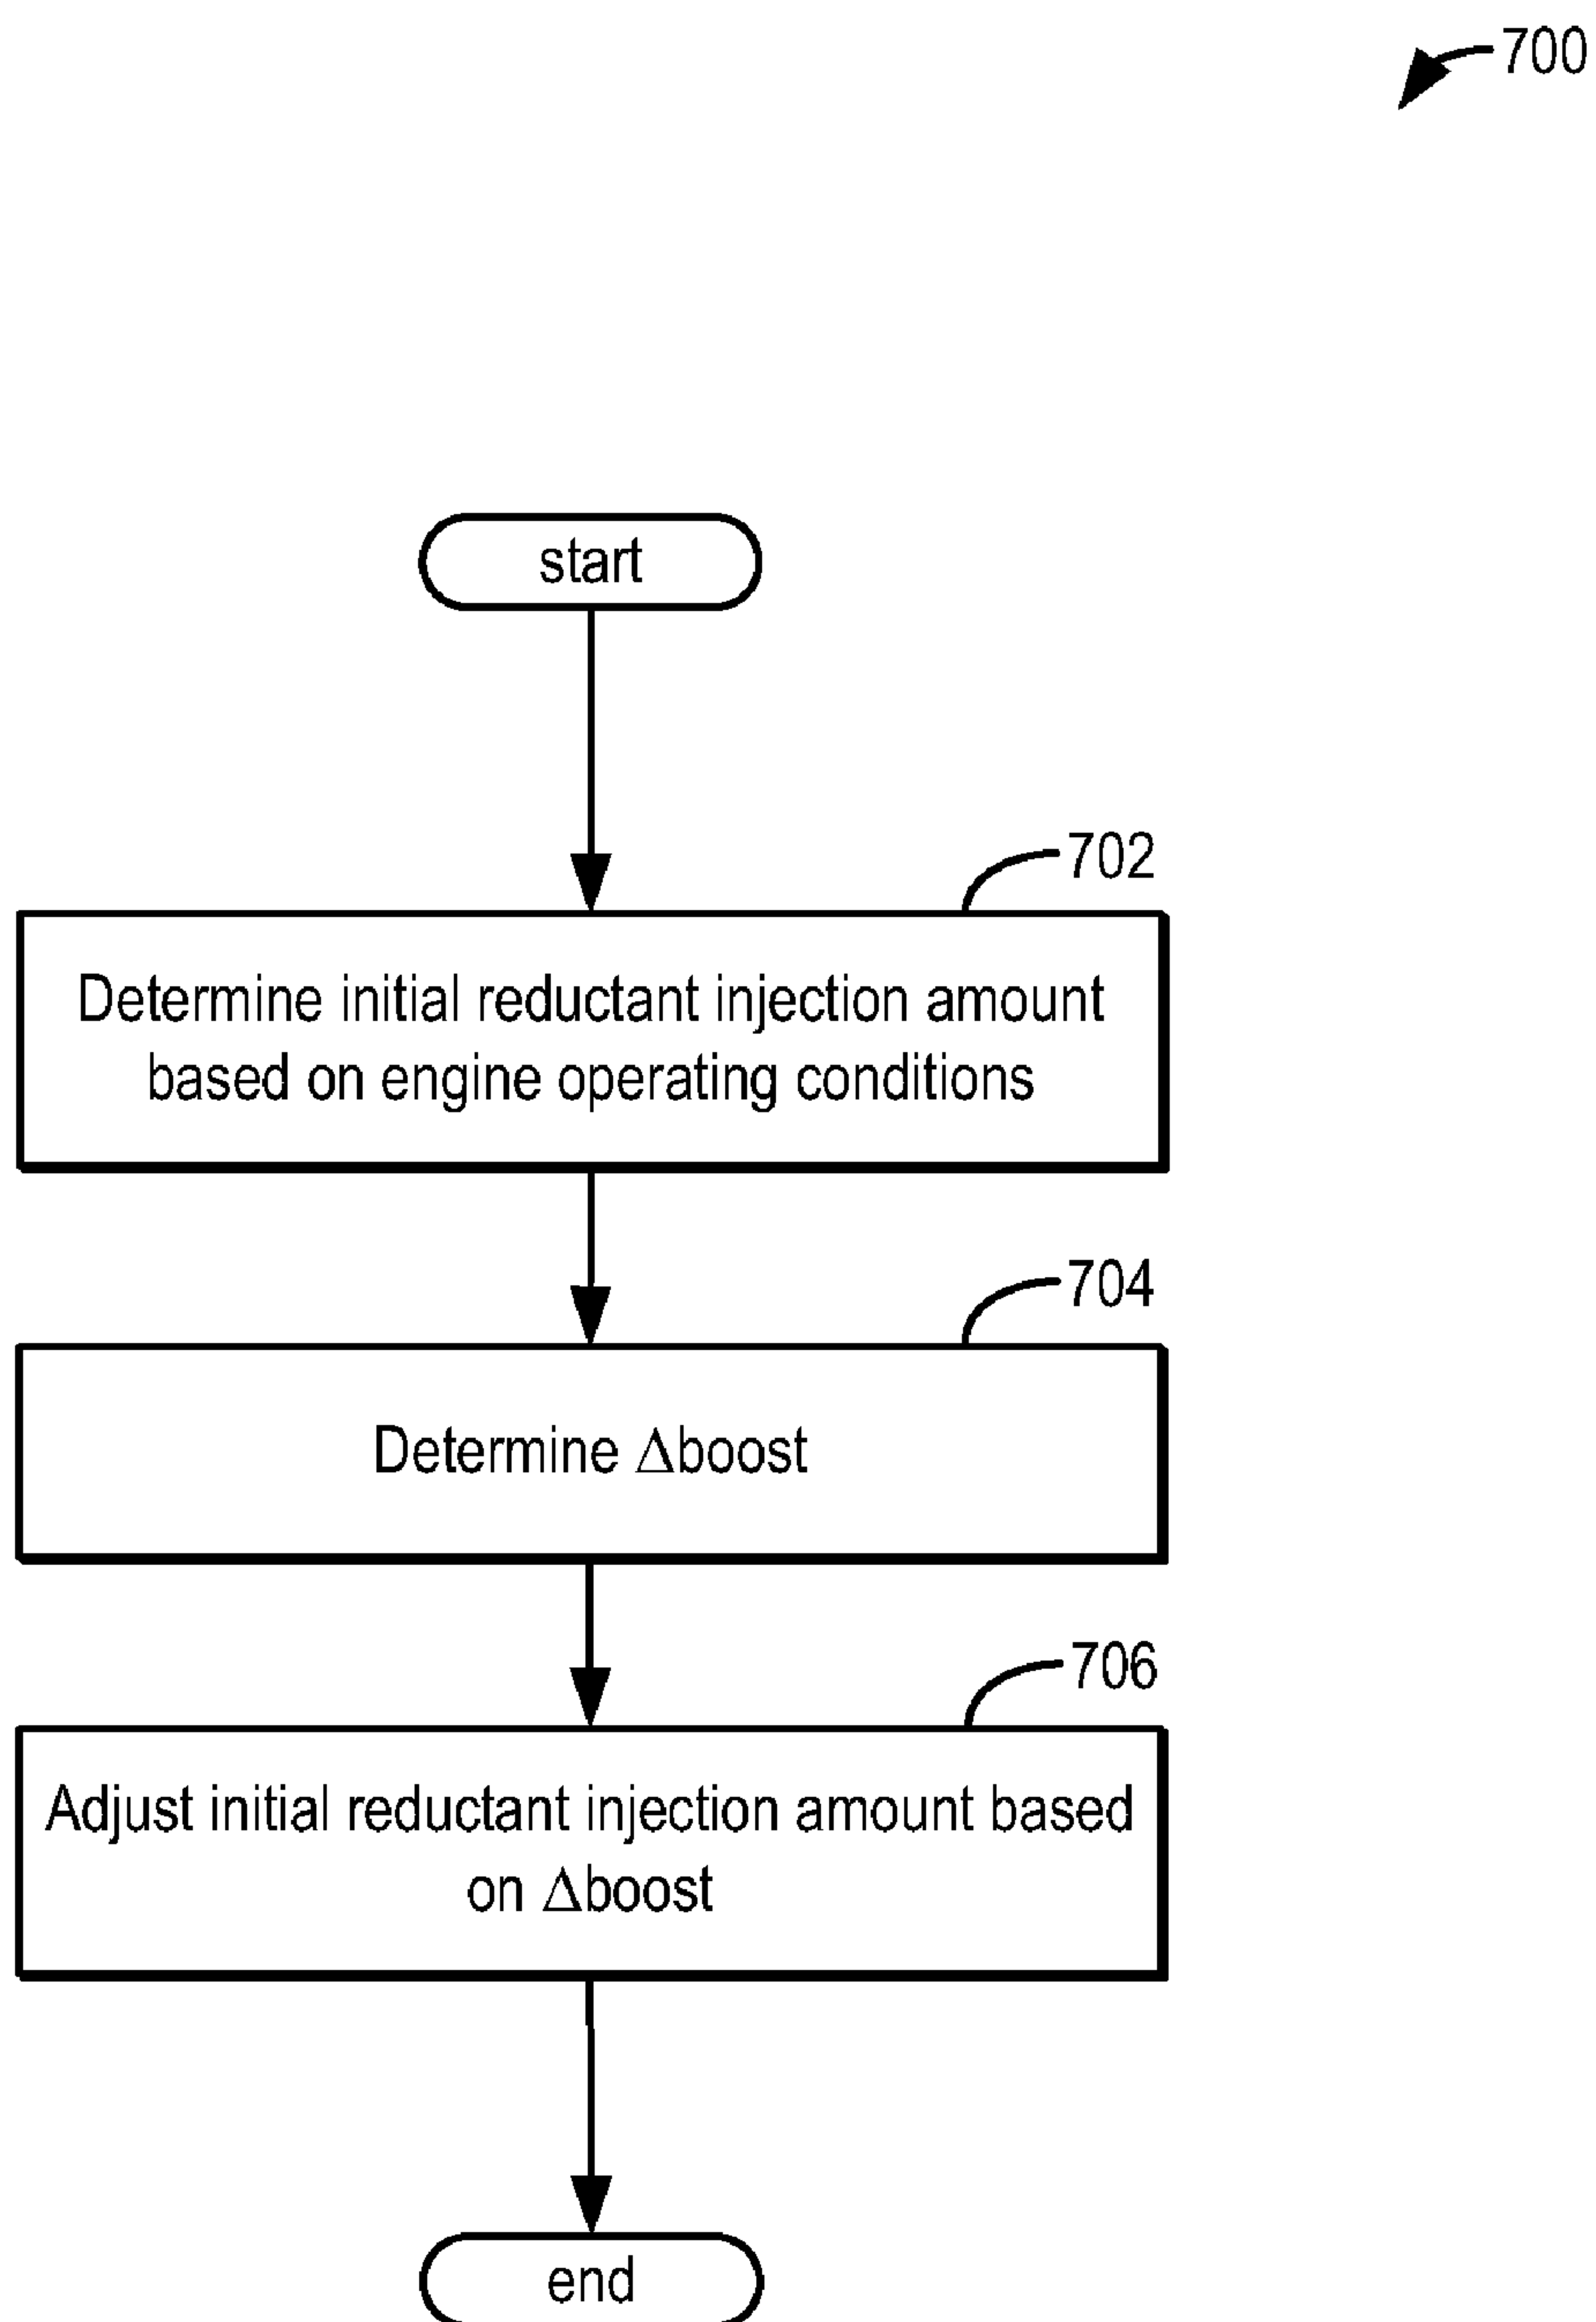 700
start
702
Determine initial reductant injection amount
based on engine operating conditions
704
Determine Δboost
706
Adjust initial reductant injection amount based
on Δboost
end